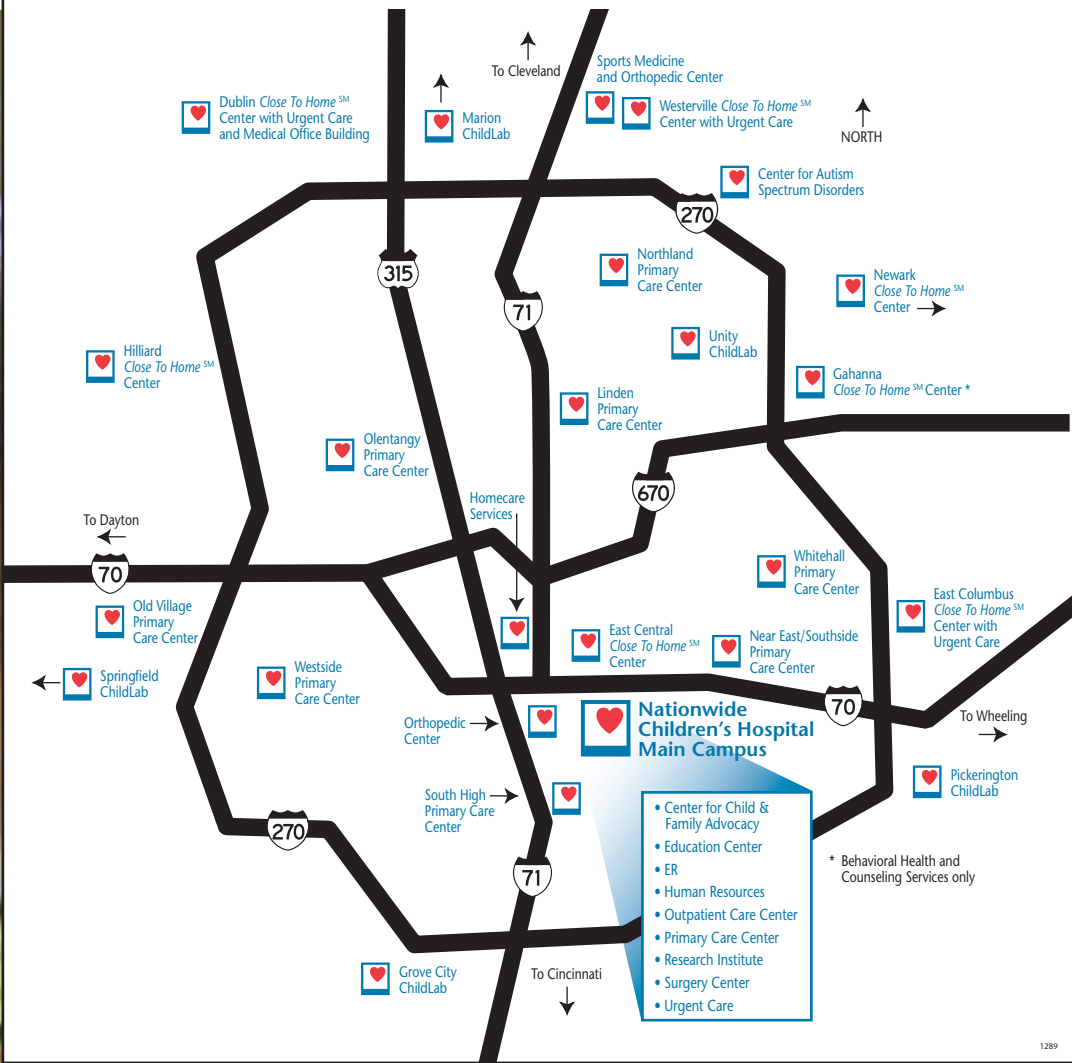 To Cleveland
Sports Medicine
and Orthopedic Center
Dublin Close To Home SM
Center with Urgent Care
and Medical Office Building
Marion
ChildLab
Westerville Close To Home SM
Center with Urgent Care
NORTH
Center for Autism
Spectrum Disorders
270
315
Northland
Primary
Care Center
Newark
Close To Home SM
Center
71
Unity
ChildLab
Hilliard
Close To Home SM
Center
Gahanna
Close To Home SM Center *
Linden
Primary
Care Center
Olentangy
Primary
Care Center
670
Homecare
Services
To Dayton
70
Whitehall
Primary
Care Center
Old Village
Primary
Care Center
East Columbus
Close To Home SM
Center with
Urgent Care
East Central
Close To Home SM
Center
Near East/Southside
Primary
Care Center
Springfield
ChildLab
Westside
Primary
Care Center
70
To Wheeling
Orthopedic
Center
Nationwide
Children's Hospital
Main Campus
Pickerington
ChildLab
South High
Primary Care
Center
• Center for Child &
Family Advocacy
• Education Center
• ER
• Human Resources
• Outpatient Care Center
• Primary Care Center
• Research Institute
• Surgery Center
• Urgent Care
270
* Behavioral Health and
Counseling Services only
71
Grove City
ChildLab
To Cincinnati
1289